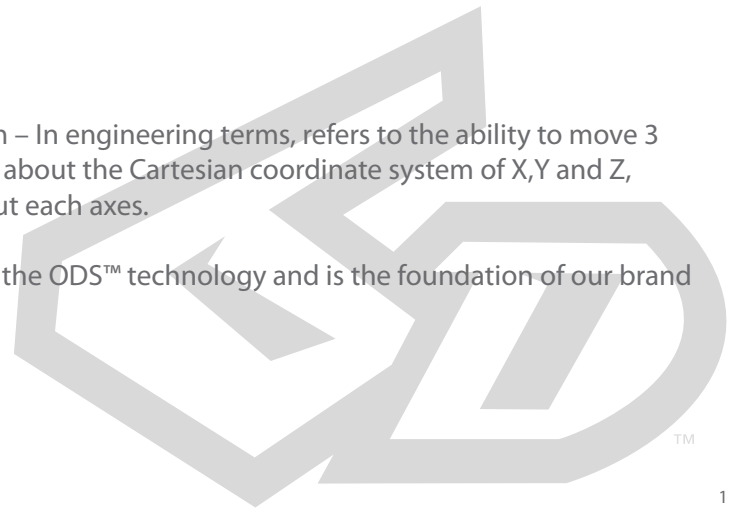 n – In engineering terms, refers to the ability to move 3
about the Cartesian coordinate system of X,Y and Z,
ut each axes.
the ODS™ technology and is the foundation of our brand
6D
TM
1